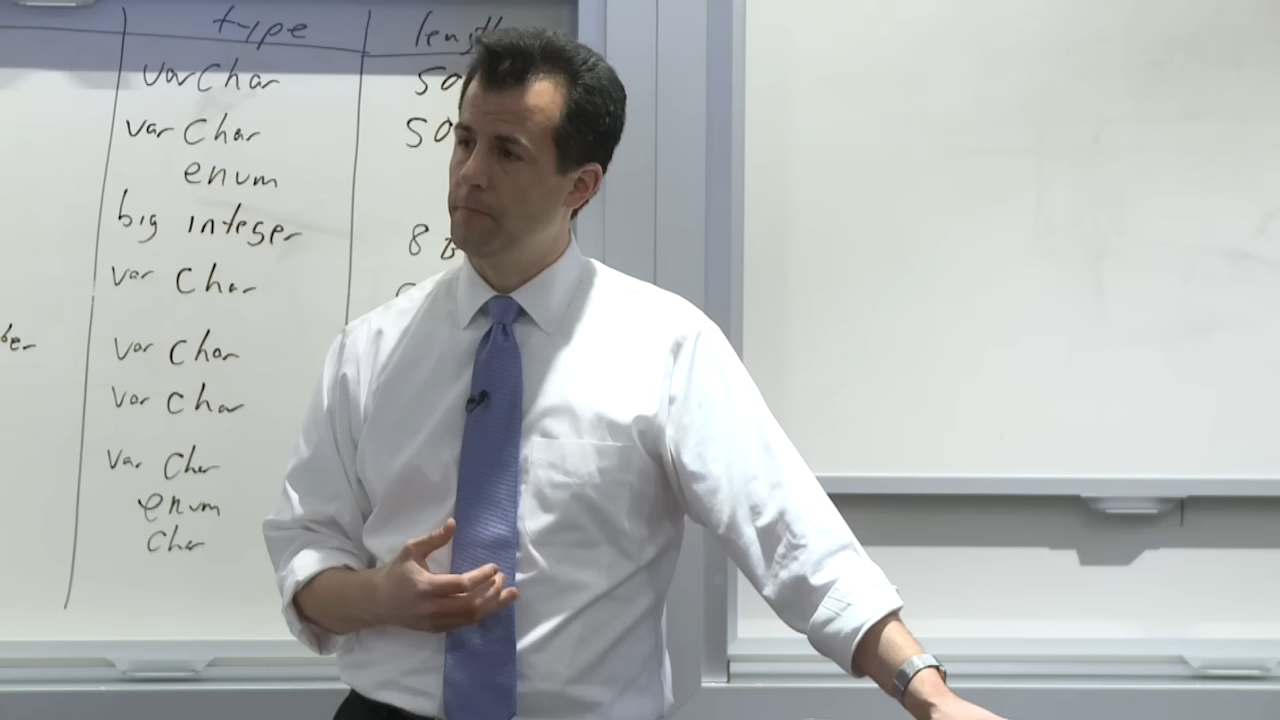 type length
varchar 50
var Char 50
enum
big integer 8 B
var Char
var Char
var char
var Char
enum
Char